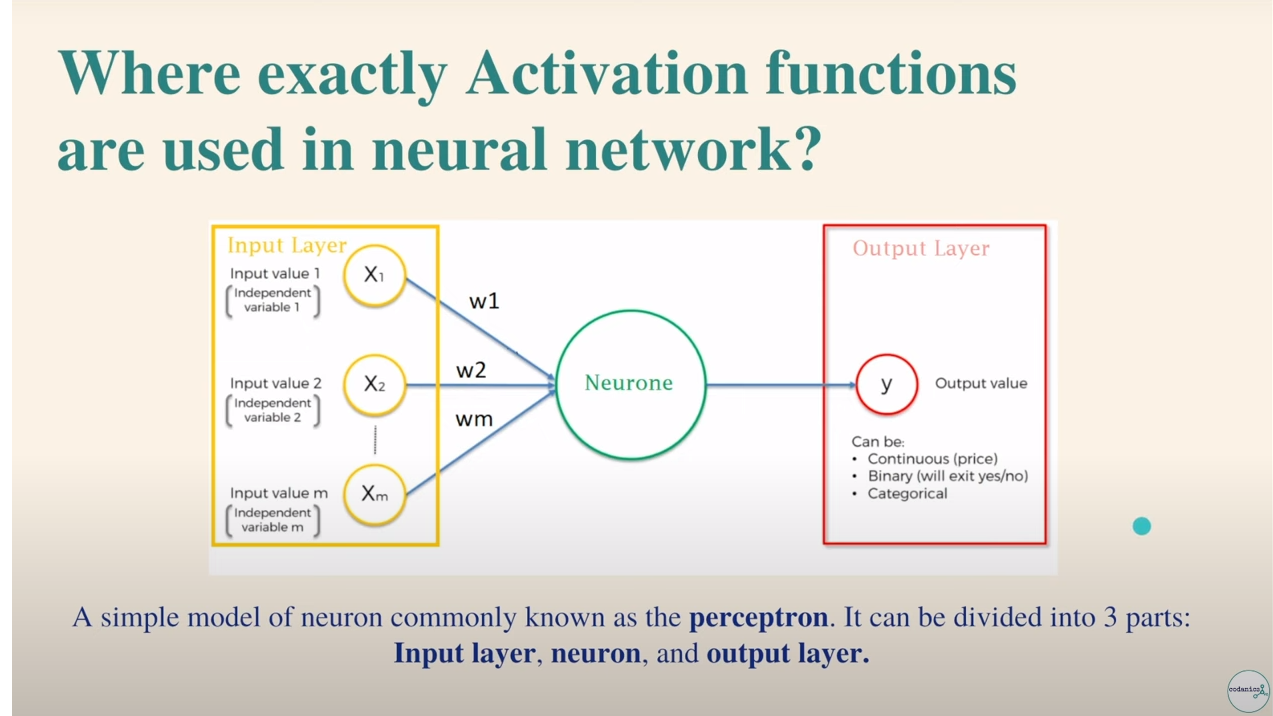 Where exactly Activation functions
are used in neural network?
Input Layer
Input value 1
X1
(Independent
variable 1)
w1
Input value 2
X2
(Independent
variable 2)
w2
wm
Input value m
Xm
(Independent
variable m)
Neurone
Output Layer
y
Output value
Can be:
• Continuous (price)
• Binary (will exit yes/no)
• Categorical
A simple model of neuron commonly known as the perceptron. It can be divided into 3 parts:
Input layer, neuron, and output layer.
codanics